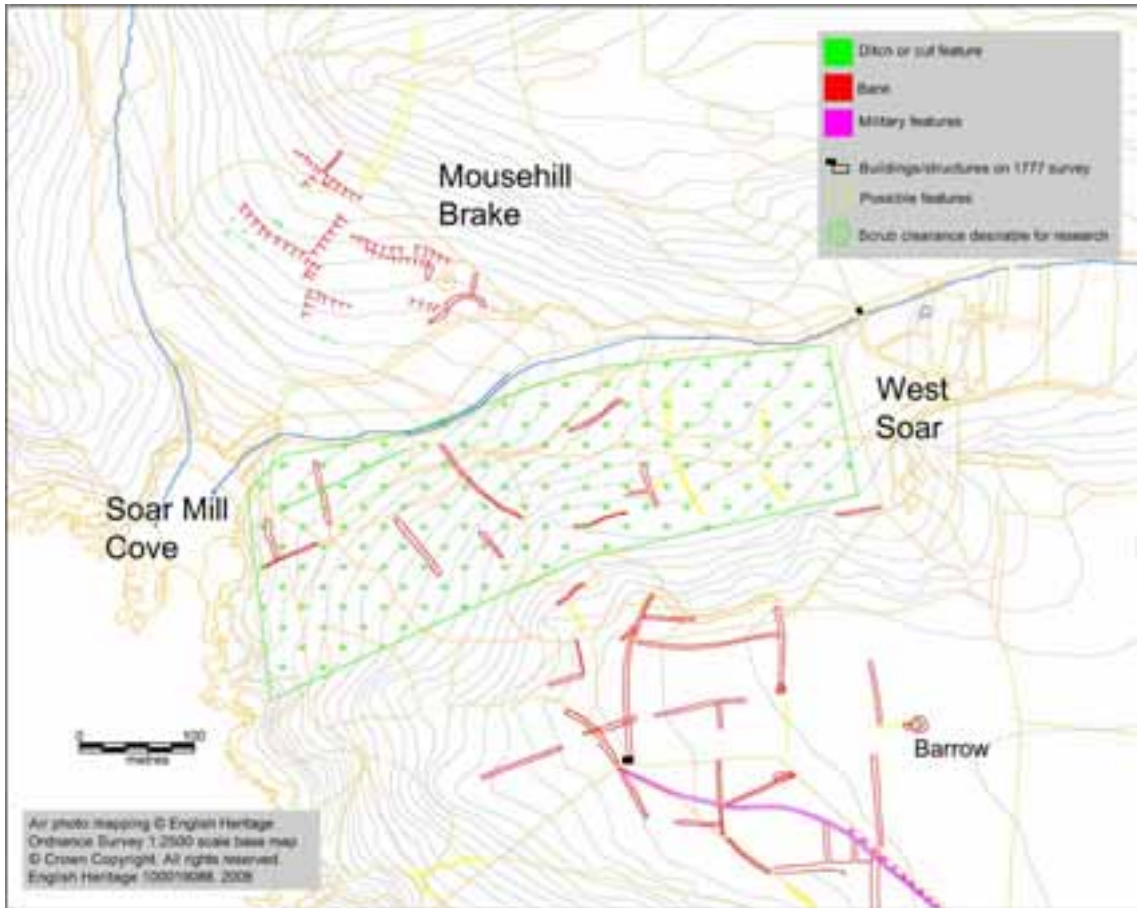 Ditch or cut feature
Bank
Military features
Buildings/structures on 1777 survey
Possible features
Scrub clearance desirable for research
Mousehill
Brake
West
Soar
Soar Mill
Cove
Barrow
0 100
metres
Air photo mapping © English Heritage
Ordnance Survey 1:2500 scale base map
© Crown Copyright. All rights reserved.
English Heritage 100019088. 2008